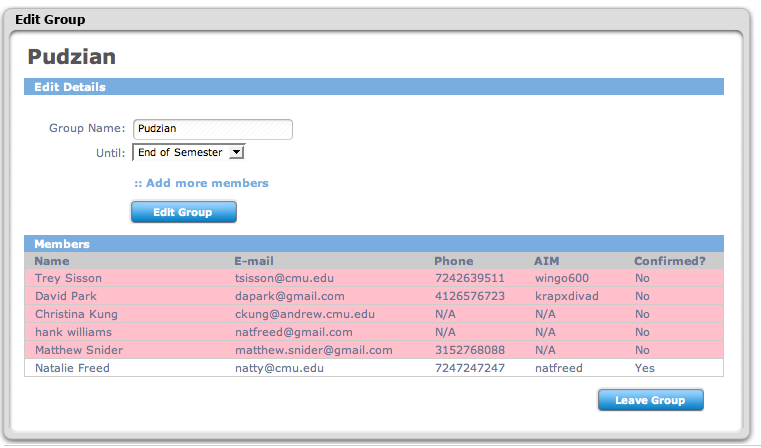 Edit Group
Pudzian
Edit Details
Group Name: Pudzian
Until: End of Semester
:: Add more members
Edit Group
Members
Name E-mail Phone AIM Confirmed?
Trey Sisson tsisson@cmu.edu 7242639511 wingo600 No
David Park dapark@gmail.com 4126576723 krapxdivad No
Christina Kung ckung@andrew.cmu.edu N/A N/A No
hank williams natfreed@gmail.com N/A N/A No
Matthew Snider matthew.snider@gmail.com 3152768088 N/A No
Natalie Freed natty@cmu.edu 7247247247 natfreed Yes
Leave Group